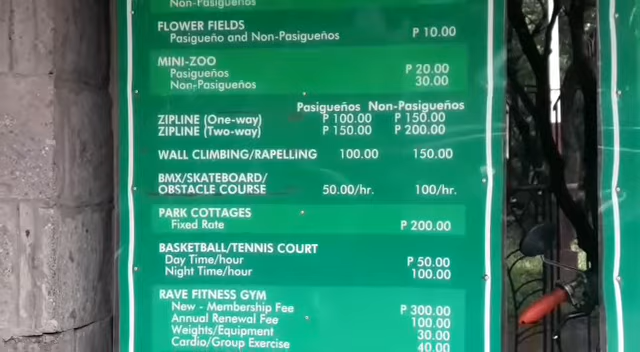 Non-Pasigueños
FLOWER FIELDS
Pasigueño and Non-Pasigueños P 10.00
MINI-ZOO
Pasigueños P 20.00
Non-Pasigueños 30.00
Pasigueños Non-Pasigueños
ZIPLINE (One-way) P 100.00 P 150.00
ZIPLINE (Two-way) P 150.00 P 200.00
WALL CLIMBING/RAPELLING 100.00 150.00
BMX/SKATEBOARD/
OBSTACLE COURSE 50.00/hr. 100/hr.
PARK COTTAGES
Fixed Rate P 200.00
BASKETBALL/TENNIS COURT
Day Time/hour P 50.00
Night Time/hour 100.00
RAVE FITNESS GYM
New - Membership Fee P 300.00
Annual Renewal Fee 100.00
Weights/Equipment 30.00
Cardio/Group Exercise 40.00